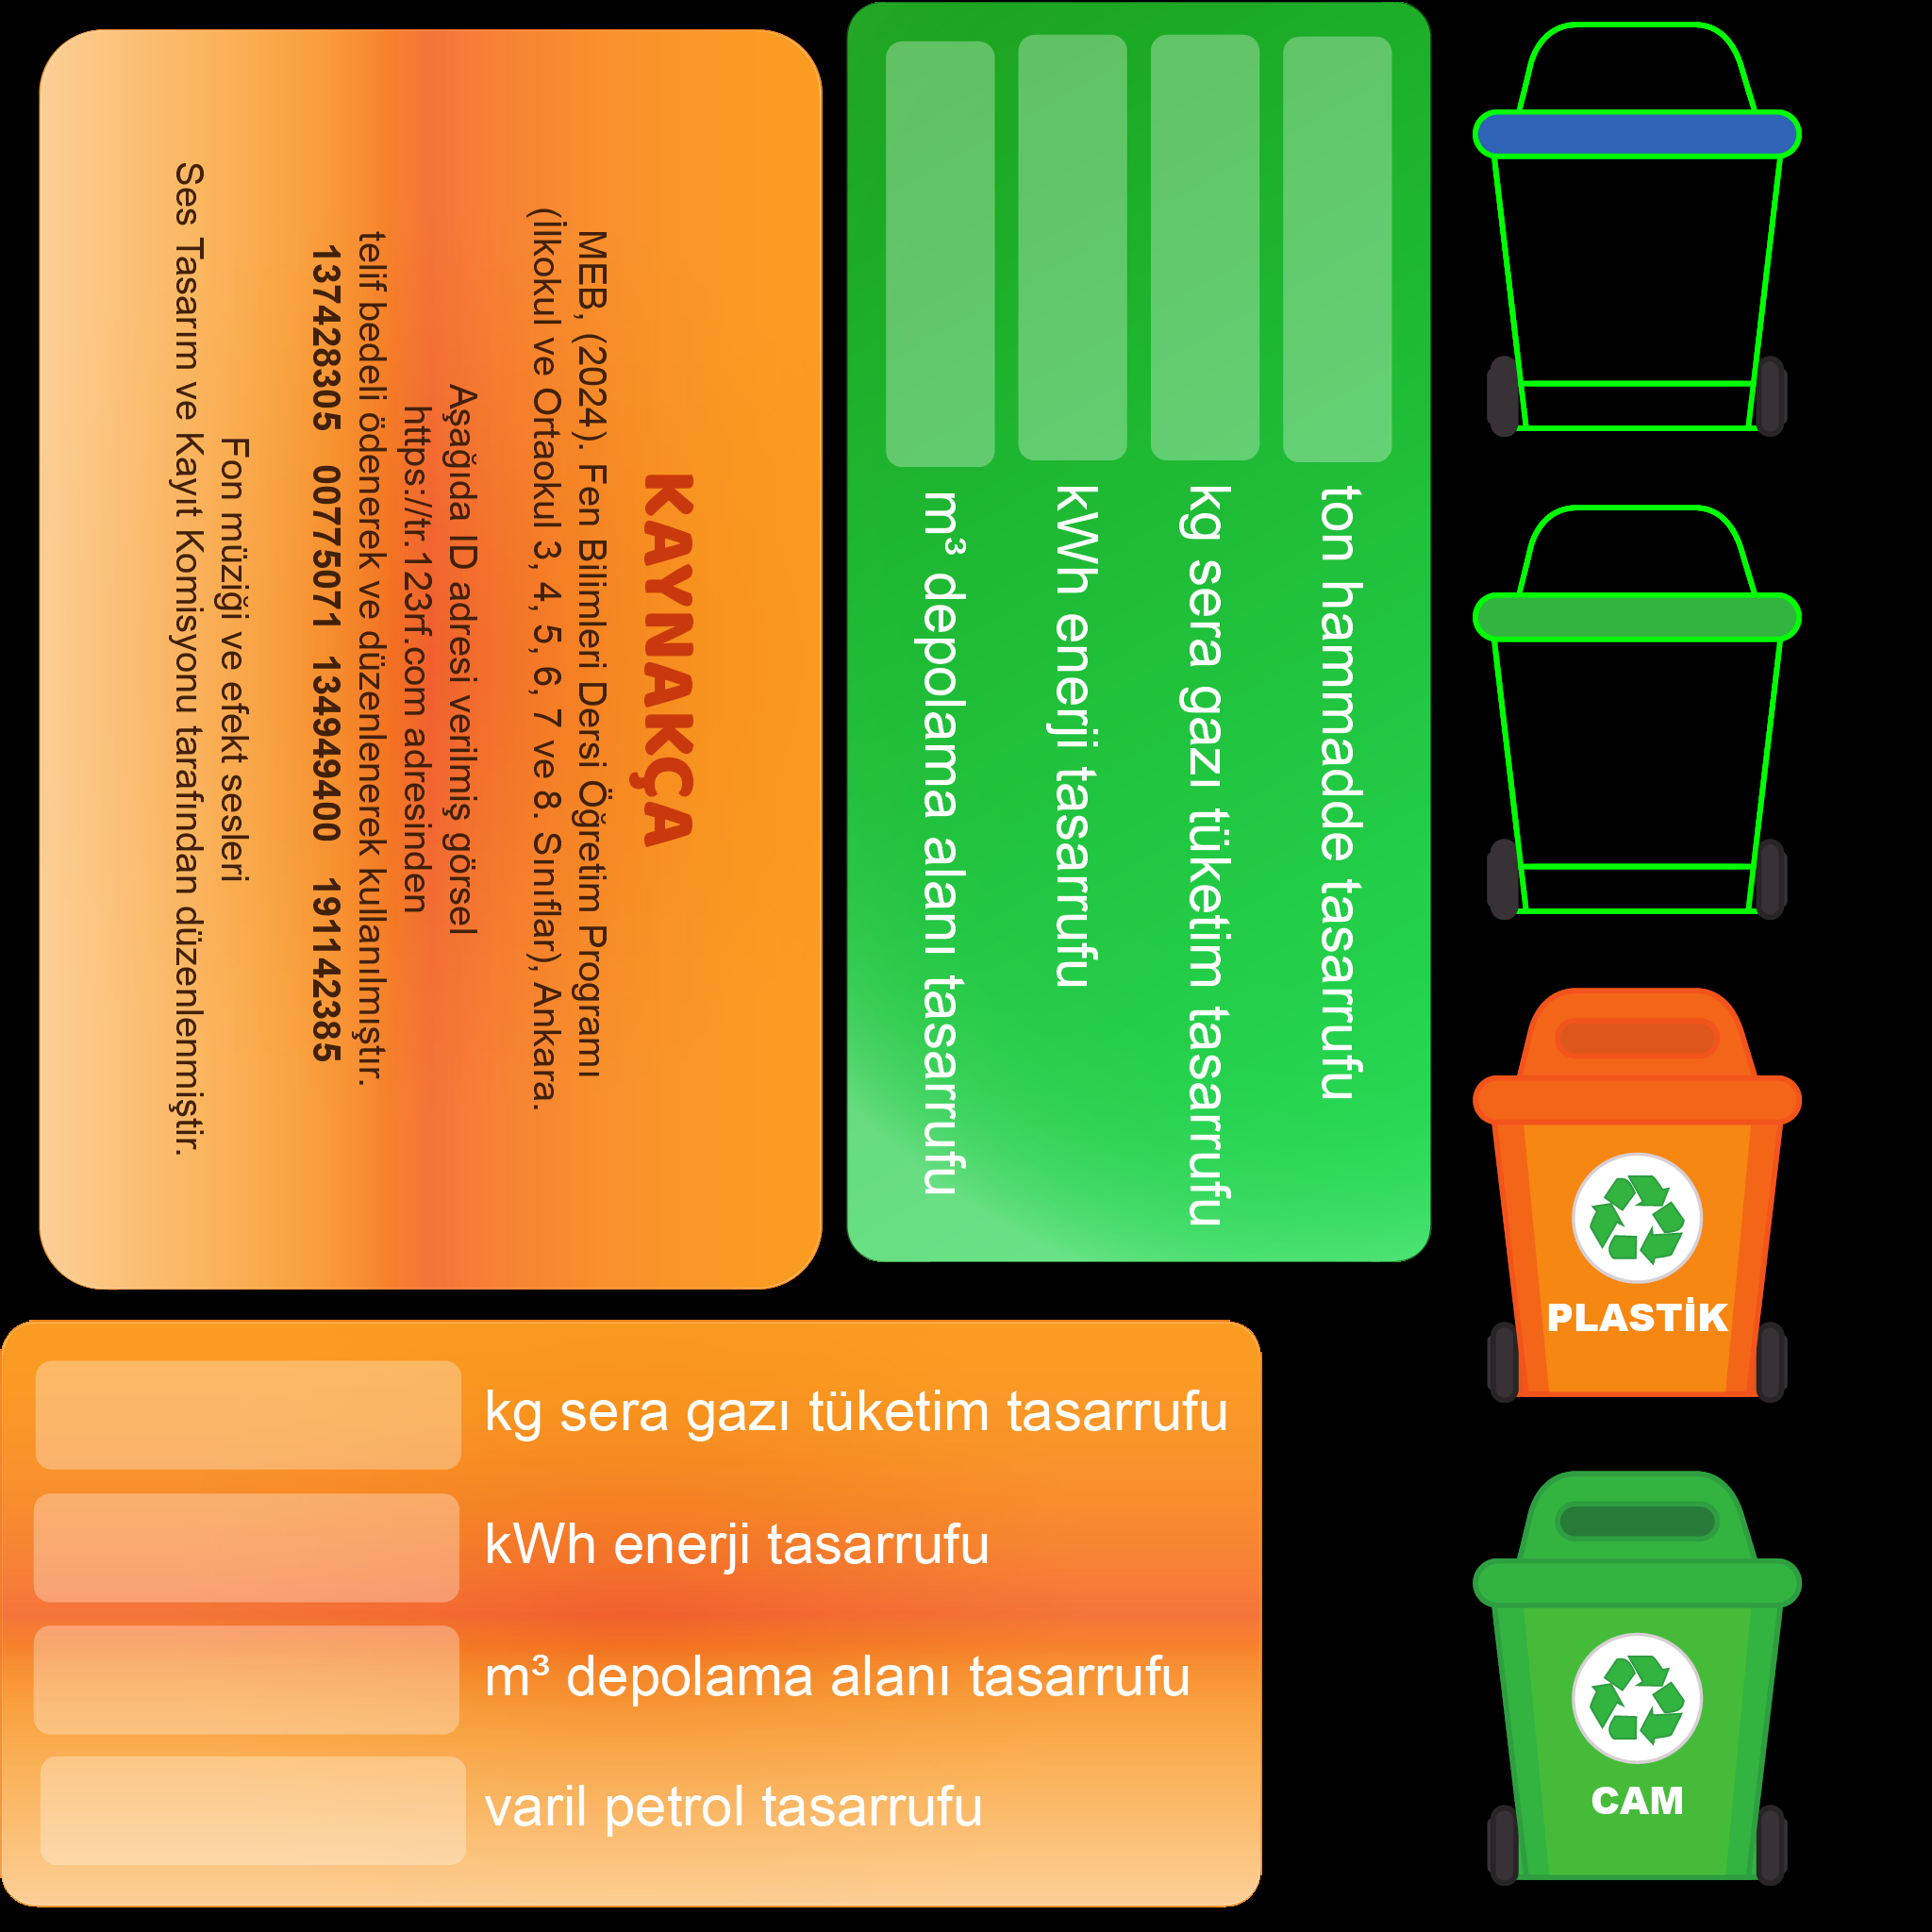 KAYNAKÇA
MEB, (2024). Fen Bilimleri Dersi Öğretim Programı
(İlkokul ve Ortaokul 3, 4, 5, 6, 7 ve 8. Sınıflar), Ankara.
Aşağıda ID adresi verilmiş görsel
https://tr.123rf.com adresinden
telif bedeli ödenerek ve düzenlenerek kullanılmıştır.
137428305 00775071 134949400 191142385
Fon müziği ve efekt sesleri
Ses Tasarım ve Kayıt Komisyonu tarafından düzenlenmiştir.
ton hammadde tasarrufu
kg sera gazı tüketim tasarrufu
kWh enerji tasarrufu
m³ depolama alanı tasarrufu
PLASTİK
CAM
kg sera gazı tüketim tasarrufu
kWh enerji tasarrufu
m³ depolama alanı tasarrufu
varil petrol tasarrufu